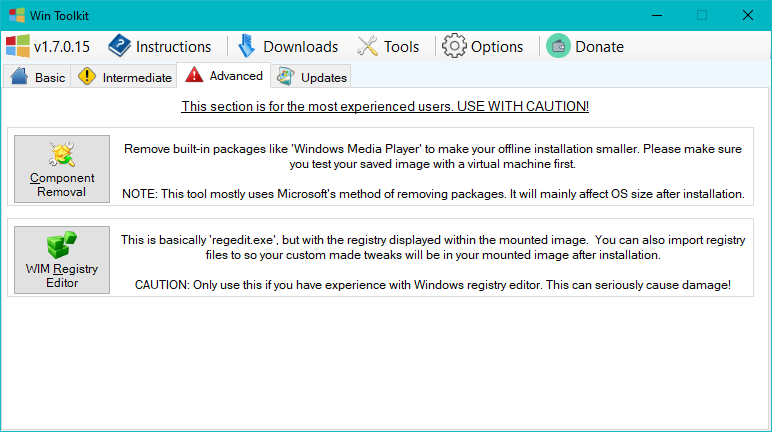 Win Toolkit
v1.7.0.15 Instructions Downloads Tools Options Donate
Basic Intermediate Advanced Updates
This section is for the most experienced users. USE WITH CAUTION!
Component
Removal
Remove built-in packages like 'Windows Media Player' to make your offline installation smaller. Please make sure
you test your saved image with a virtual machine first.
NOTE: This tool mostly uses Microsoft's method of removing packages. It will mainly affect OS size after installation.
WIM Registry
Editor
This is basically 'regedit.exe', but with the registry displayed within the mounted image. You can also import registry
files to so your custom made tweaks will be in your mounted image after installation.
CAUTION: Only use this if you have experience with Windows registry editor. This can seriously cause damage!